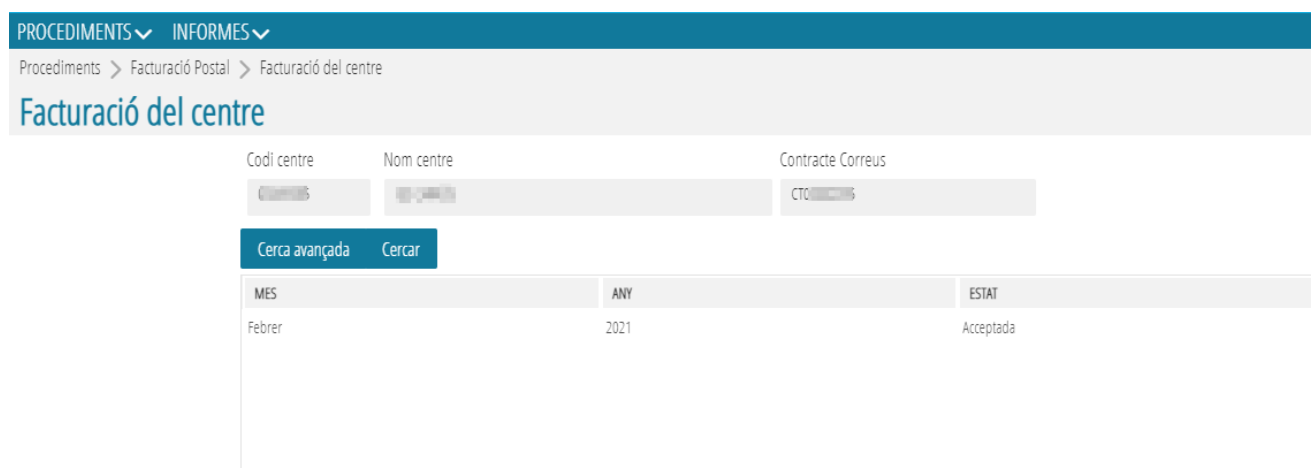 PROCEDIMENTS INFORMES
Procediments > Facturació Postal > Facturació del centre
Facturació del centre
Codi centre Nom centre Contracte Correus
Cerca avançada Cercar
MES ANY ESTAT
Febrer 2021 Acceptada